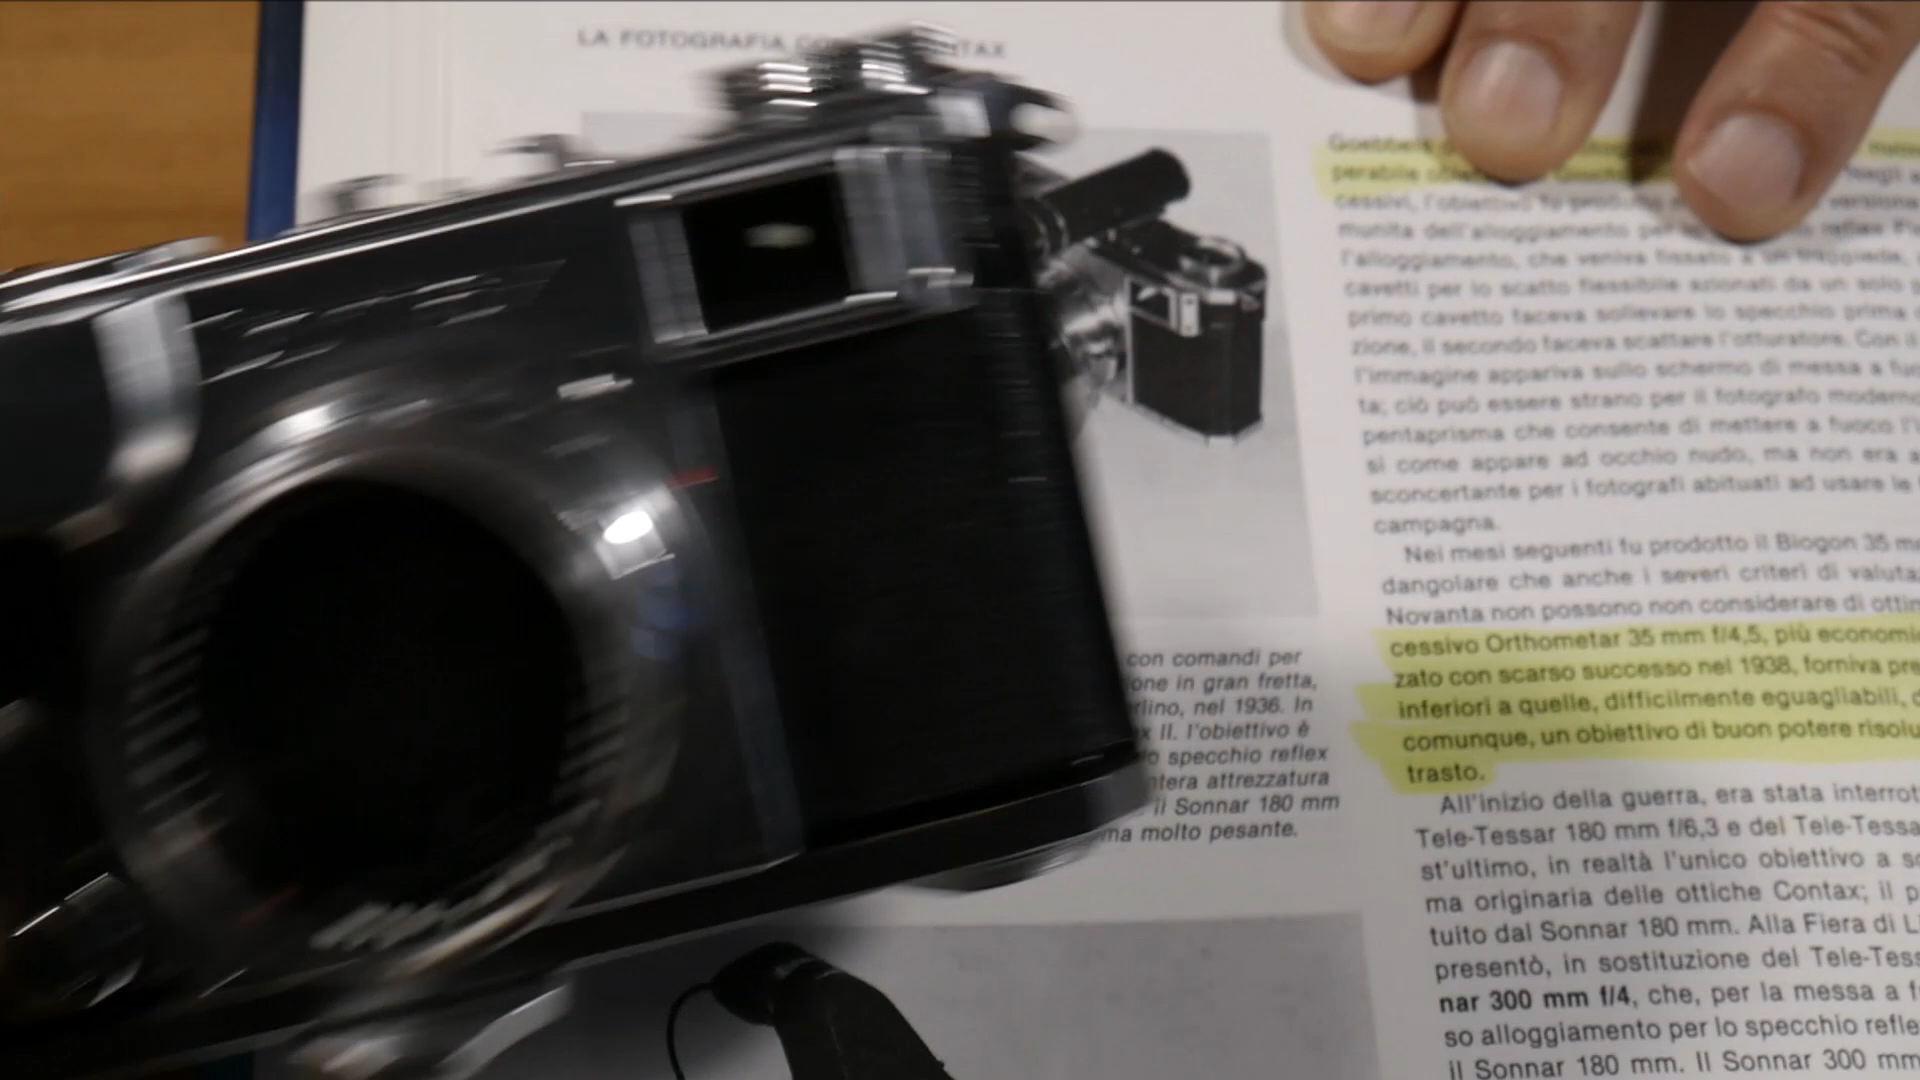 LA FOTOGRAFIA
con comandi per
one in gran fretta,
rlino, nel 1936. In
x II. l'obiettivo è
o specchio reflex
ntera attrezzatura
il Sonnar 180 mm
ma molto pesante.
Goebbels
perabile
cessivi, l'obiettivo fu versione
munita dell'alloggiamento per reflex
l'alloggiamento, che veniva fissato a un treppiede,
cavetti per lo scatto flessibile azionati da un solo
primo cavetto faceva sollevare lo specchio prima
zione, il secondo faceva scattare l'otturatore. Con il
l'immagine appariva sullo schermo di messa a
ta; ciò può essere strano per il fotografo moderno
pentaprisma che consente di mettere a fuoco
sì come appare ad occhio nudo, ma non era
sconcertante per i fotografi abituati ad usare le
campagna.
Nei mesi seguenti fu prodotto il Biogon 35
dangolare che anche i severi criteri di valuta
Novanta non possono non considerare di
cessivo Orthometar 35 mm f/4,5, più economi
zato con scarso successo nel 1938, forniva pre
inferiori a quelle, difficilmente eguagliabili, d
comunque, un obiettivo di buon potere risolu
trasto.
All'inizio della guerra, era stata interrot
Tele-Tessar 180 mm f/6,3 e del Tele-Tessa
st'ultimo, in realtà l'unico obiettivo a
ma originaria delle ottiche Contax; il
tuito dal Sonnar 180 mm. Alla Fiera di L
presentò, in sostituzione del Tele-Tess
nar 300 mm f/4, che, per la messa a
so alloggiamento per lo specchio refle
il Sonnar 180 mm. Il Sonnar 300 mm